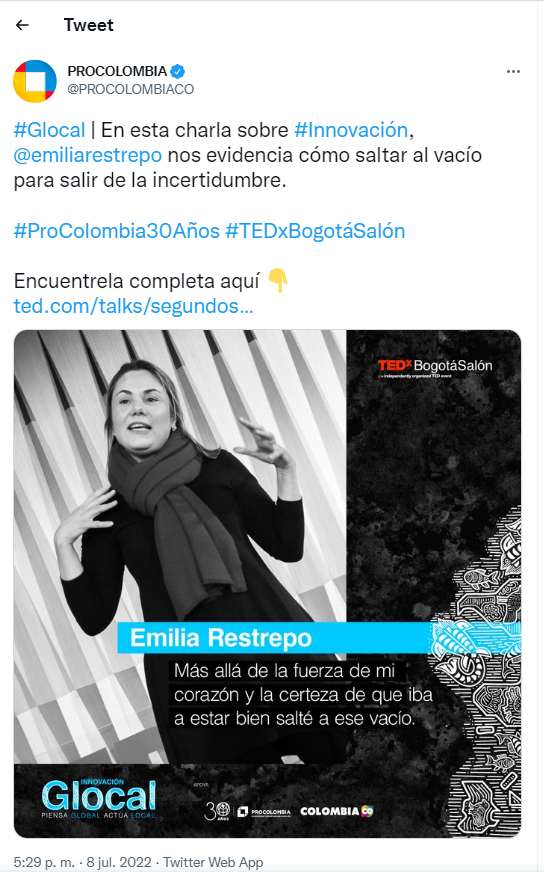 Tweet
PROCOLOMBIA
@PROCOLOMBIACO
#Glocal | En esta charla sobre #Innovación,
@emiliarestrepo nos evidencia cómo saltar al vacío
para salir de la incertidumbre.
#ProColombia30Años #TEDxBogotáSalón
Encuentrela completa aquí 👇
ted.com/talks/segundos...
TEDxBogotáSalón
x = independently organized TED event
Emilia Restrepo
Más allá de la fuerza de mi
corazón y la certeza de que iba
a estar bien salté a ese vacío.
INNOVACIÓN
Glocal
PIENSA GLOBAL ACTÚA LOCAL
APOYA
30 AÑOS
PROCOLOMBIA
COLOMBIA CO
5:29 p. m. · 8 jul. 2022 · Twitter Web App